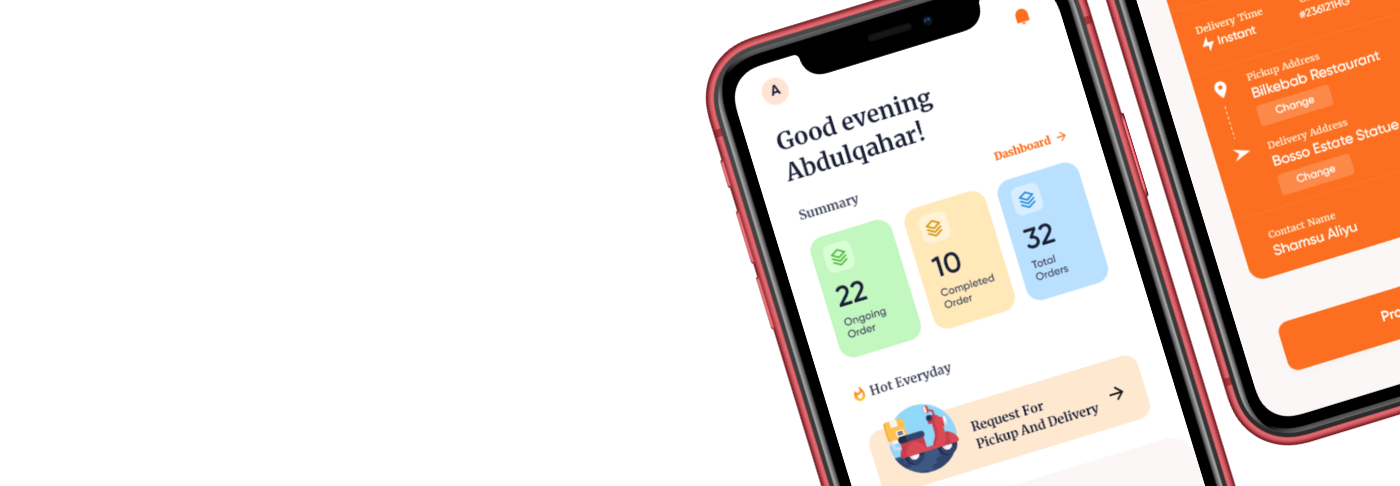 A
Good evening
Abdulqahar!
Dashboard
Summary
22
Ongoing
Order
10
Completed
Order
32
Total
Orders
Hot Everyday
Request For
Pickup And Delivery
Delivery Time
Instant
#236121HG
Pickup Address
Bilkebab Restaurant
Change
Delivery Address
Bosso Estate Statue
Change
Contact Name
Shamsu Aliyu